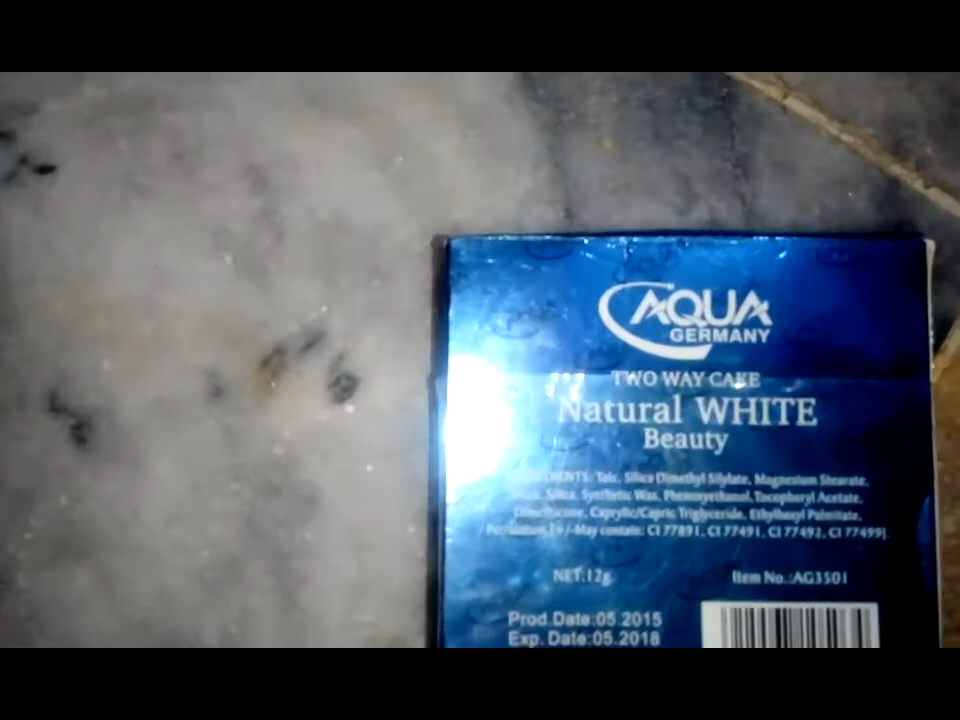 AQUA
GERMANY
TWO WAY CAKE
Natural WHITE
Beauty
Talc, Silica Dimethyl Silylate, Magnesium Stearate,
Silica, Synthetic Wax, Phenoxyethanol, Tocopheryl Acetate,
Dimethicone, Caprylic/Capric Triglyceride, Ethylhexyl Palmitate,
[+/-May contain: CI 77891, CI 77491, CI 77492, CI 77499].
NET:12g
Item No.:AG3501
Prod.Date:05.2015
Exp. Date:05.2018